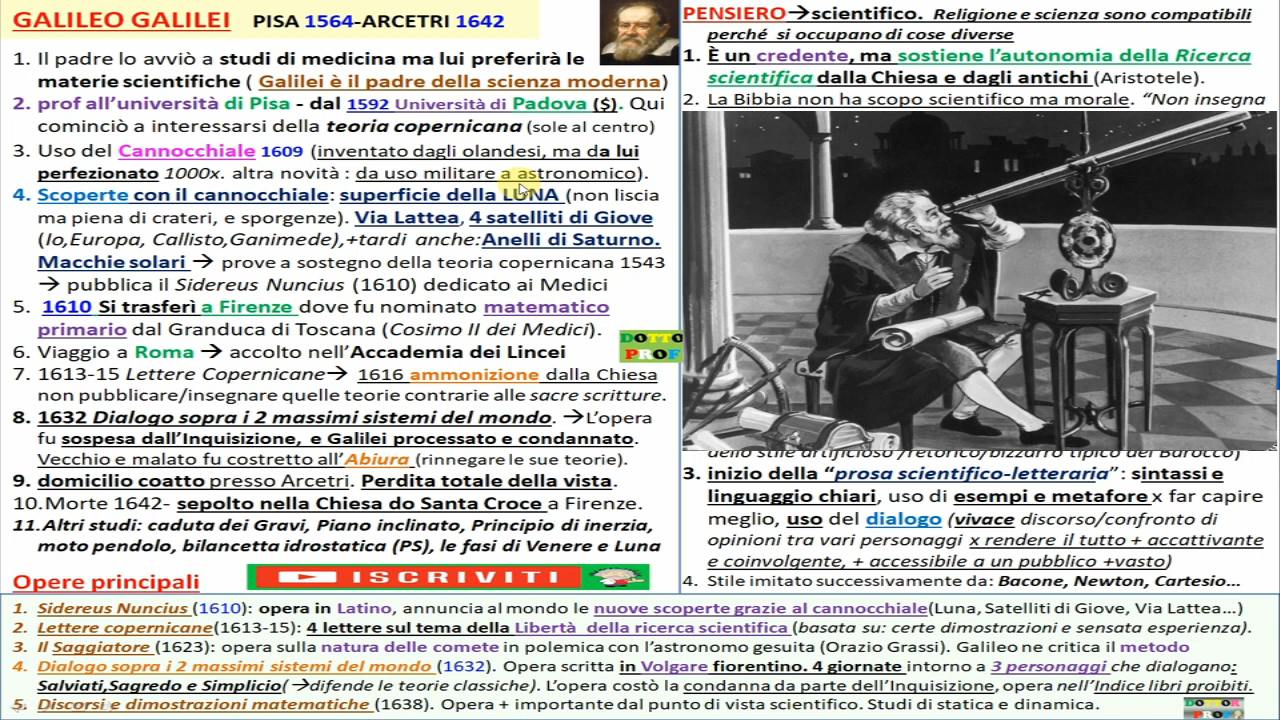 GALILEO GALILEI PISA 1564-ARCETRI 1642
1. Il padre lo avviò a studi di medicina ma lui preferirà le
materie scientifiche ( Galilei è il padre della scienza moderna)
2. prof all’università di Pisa - dal 1592 Università di Padova ($). Qui
cominciò a interessarsi della teoria copernicana (sole al centro)
3. Uso del Cannocchiale 1609 (inventato dagli olandesi, ma da lui
perfezionato 1000x. altra novità : da uso militare a astronomico).
4. Scoperte con il cannocchiale: superficie della LUNA (non liscia
ma piena di crateri, e sporgenze). Via Lattea, 4 satelliti di Giove
(Io,Europa, Callisto,Ganimede),+tardi anche:Anelli di Saturno.
Macchie solari → prove a sostegno della teoria copernicana 1543
→ pubblica il Sidereus Nuncius (1610) dedicato ai Medici
5. 1610 Si trasferì a Firenze dove fu nominato matematico
primario dal Granduca di Toscana (Cosimo II dei Medici).
6. Viaggio a Roma → accolto nell’Accademia dei Lincei
7. 1613-15 Lettere Copernicane→ 1616 ammonizione dalla Chiesa
non pubblicare/insegnare quelle teorie contrarie alle sacre scritture.
8. 1632 Dialogo sopra i 2 massimi sistemi del mondo. →L’opera
fu sospesa dall’Inquisizione, e Galilei processato e condannato.
Vecchio e malato fu costretto all’Abiura (rinnegare le sue teorie).
9. domicilio coatto presso Arcetri. Perdita totale della vista.
10.Morte 1642- sepolto nella Chiesa do Santa Croce a Firenze.
11.Altri studi: caduta dei Gravi, Piano inclinato, Principio di inerzia,
moto pendolo, bilancetta idrostatica (PS), le fasi di Venere e Luna
DOTTO
PROF
Opere principali
ISCRIVITI
PENSIERO→scientifico. Religione e scienza sono compatibili
perché si occupano di cose diverse
1. È un credente, ma sostiene l’autonomia della Ricerca
scientifica dalla Chiesa e dagli antichi (Aristotele).
2. La Bibbia non ha scopo scientifico ma morale. “Non insegna
dello stile artificioso /retorico/bizzarro tipico del Barocco)
3. inizio della “prosa scientifico-letteraria”: sintassi e
linguaggio chiari, uso di esempi e metafore x far capire
meglio, uso del dialogo (vivace discorso/confronto di
opinioni tra vari personaggi x rendere il tutto + accattivante
e coinvolgente, + accessibile a un pubblico +vasto)
4. Stile imitato successivamente da: Bacone, Newton, Cartesio...
1. Sidereus Nuncius (1610): opera in Latino, annuncia al mondo le nuove scoperte grazie al cannocchiale(Luna, Satelliti di Giove, Via Lattea...)
2. Lettere copernicane(1613-15): 4 lettere sul tema della Libertà della ricerca scientifica (basata su: certe dimostrazioni e sensata esperienza).
3. Il Saggiatore (1623): opera sulla natura delle comete in polemica con l’astronomo gesuita (Orazio Grassi). Galileo ne critica il metodo
4. Dialogo sopra i 2 massimi sistemi del mondo (1632). Opera scritta in Volgare fiorentino. 4 giornate intorno a 3 personaggi che dialogano:
Salviati,Sagredo e Simplicio( →difende le teorie classiche). L’opera costò la condanna da parte dell’Inquisizione, opera nell’Indice libri proibiti.
5. Discorsi e dimostrazioni matematiche (1638). Opera + importante dal punto di vista scientifico. Studi di statica e dinamica.
DOTTOR
PROF